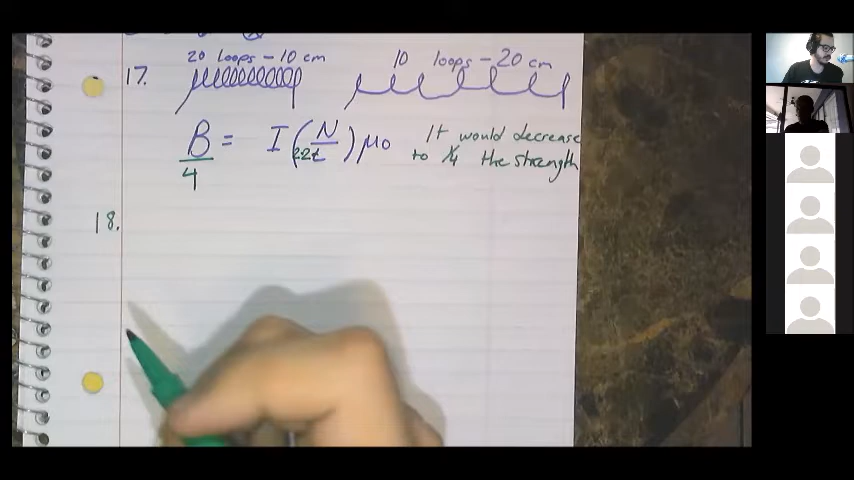 17.
20 loops - 10 cm
10 loops - 20 cm
B/4 = I (N/2·2L) μ0
It would decrease
to 1/4 the strength
18.